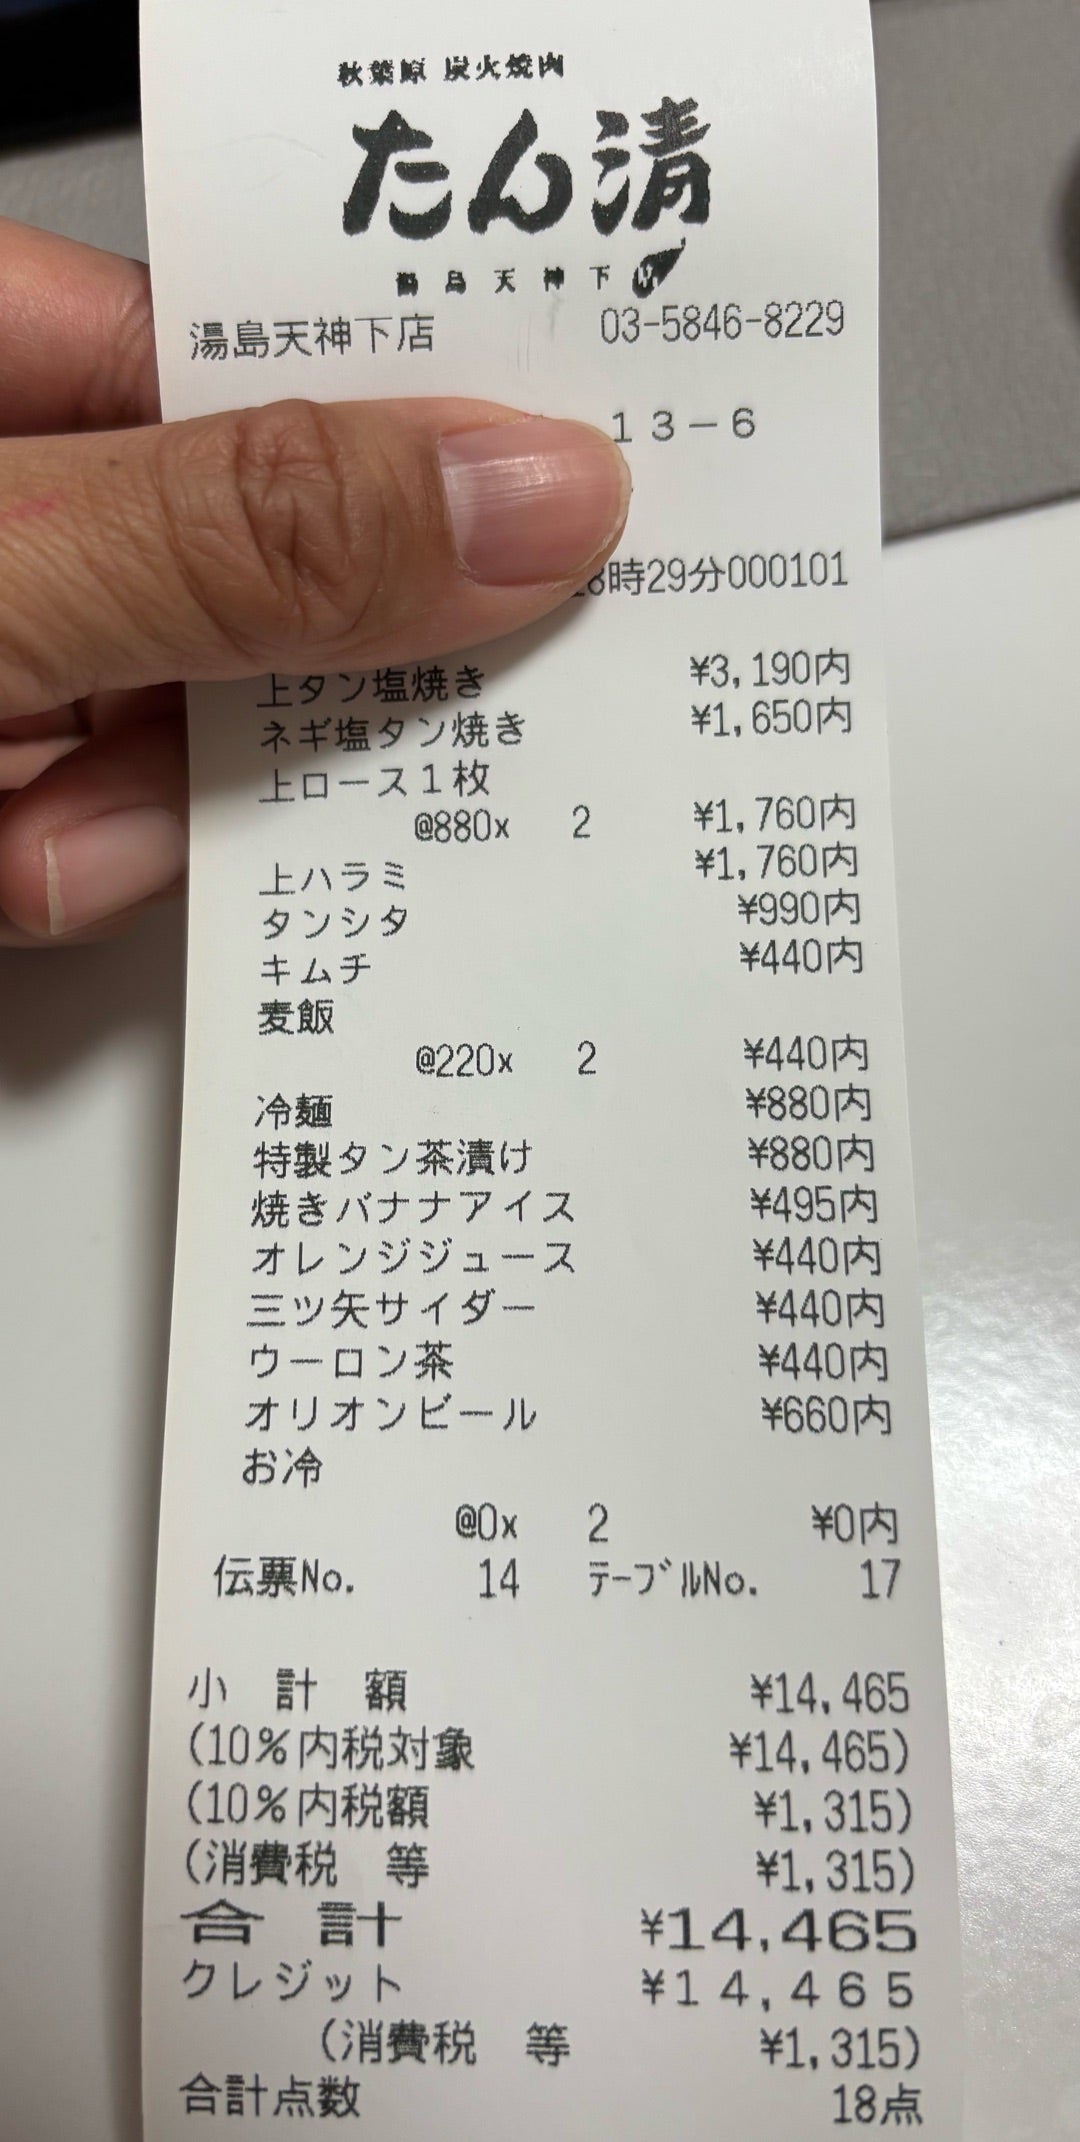 秋葉原 炭火焼肉
たん清
湯島天神下
湯島天神下店 03-5846-8229
13-6
8時29分000101
上タン塩焼き ¥3,190内
ネギ塩タン焼き ¥1,650内
上ロース1枚
@880x 2 ¥1,760内
上ハラミ ¥1,760内
タンシタ ¥990内
キムチ ¥440内
麦飯
@220x 2 ¥440内
冷麺 ¥880内
特製タン茶漬け ¥880内
焼きバナナアイス ¥495内
オレンジジュース ¥440内
三ツ矢サイダー ¥440内
ウーロン茶 ¥440内
オリオンビール ¥660内
お冷
@0x 2 ¥0内
伝票No. 14 テーブルNo. 17
小計額 ¥14,465
(10%内税対象 ¥14,465)
(10%内税額 ¥1,315)
(消費税 等 ¥1,315)
合計 ¥14,465
クレジット ¥14,465
(消費税 等 ¥1,315)
合計点数 18点